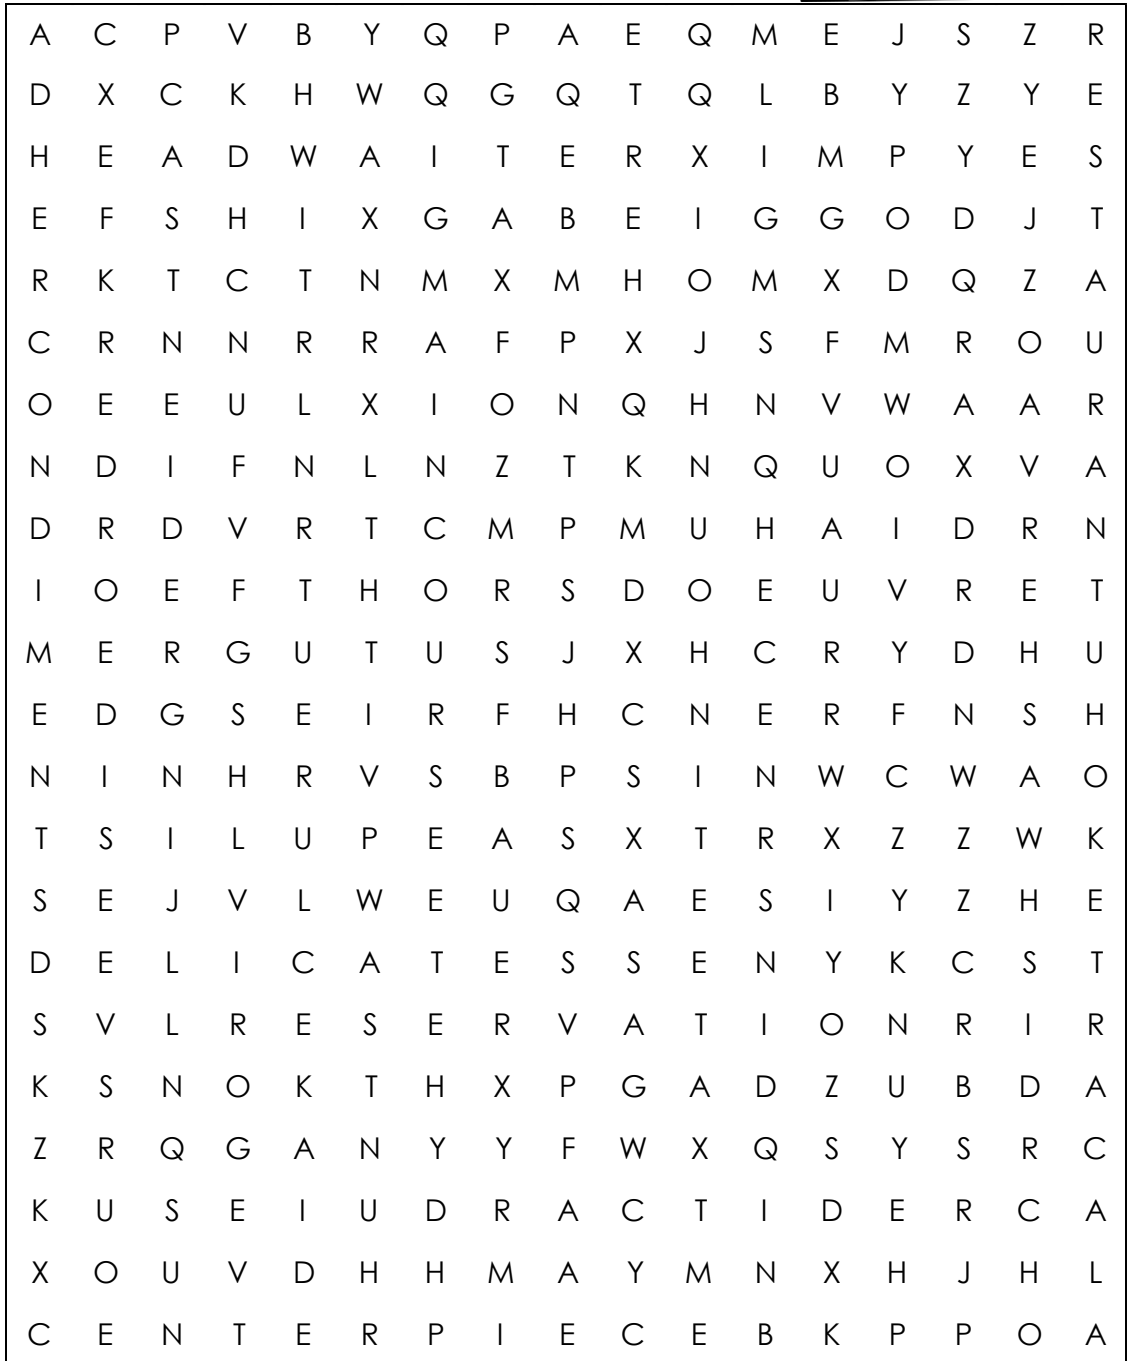 A C P V B Y Q P A E Q M E J S Z R
D X C K H W Q G Q T Q L B Y Z Y E
H E A D W A I T E R X I M P Y E S
E F S H I X G A B E I G G O D J T
R K T C T N M X M H O M X D Q Z A
C R N N R R A F P X J S F M R O U
O E E U L X I O N Q H N V W A A R
N D I F N L N Z T K N Q U O X V A
D R D V R T C M P M U H A I D R N
I O E F T H O R S D O E U V R E T
M E R G U T U S J X H C R Y D H U
E D G S E I R F H C N E R F N S H
N I N H R V S B P S I N W C W A O
T S I L U P E A S X T R X Z Z W K
S E J V L W E U Q A E S I Y Z H E
D E L I C A T E S S E N Y K C S T
S V L R E S E R V A T I O N R I R
K S N O K T H X P G A D Z U B D A
Z R Q G A N Y Y F W X Q S Y S R C
K U S E I U D R A C T I D E R C A
X O U V D H H M A Y M N X H J H L
C E N T E R P I E C E B K P P O A